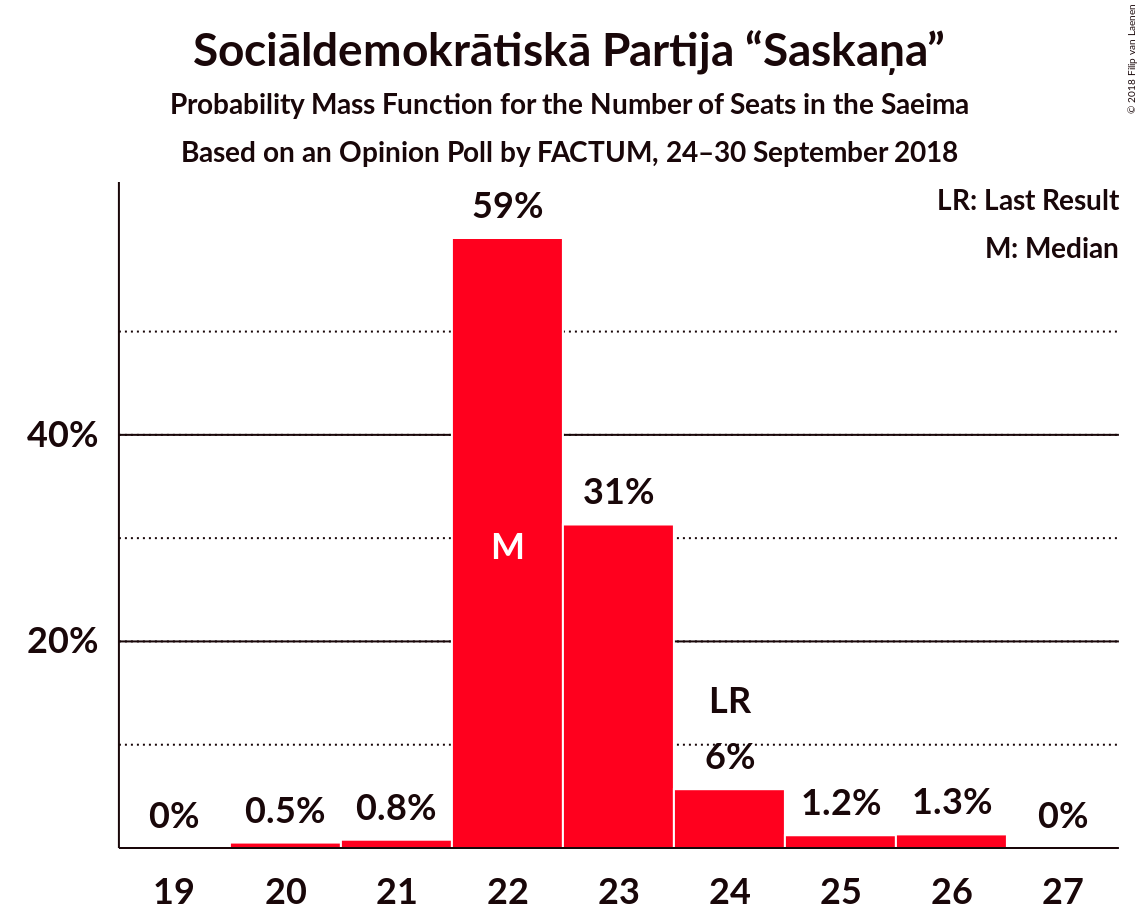 Sociāldemokrātiskā Partija “Saskaņa”
Probability Mass Function for the Number of Seats in the Saeima
Based on an Opinion Poll by FACTUM, 24–30 September 2018
© 2018 Filip van Laenen
LR: Last Result
M: Median
59%
40%
31%
M
20%
LR
6%
0%
0.5%
0.8%
1.2%
1.3%
0%
19 20 21 22 23 24 25 26 27